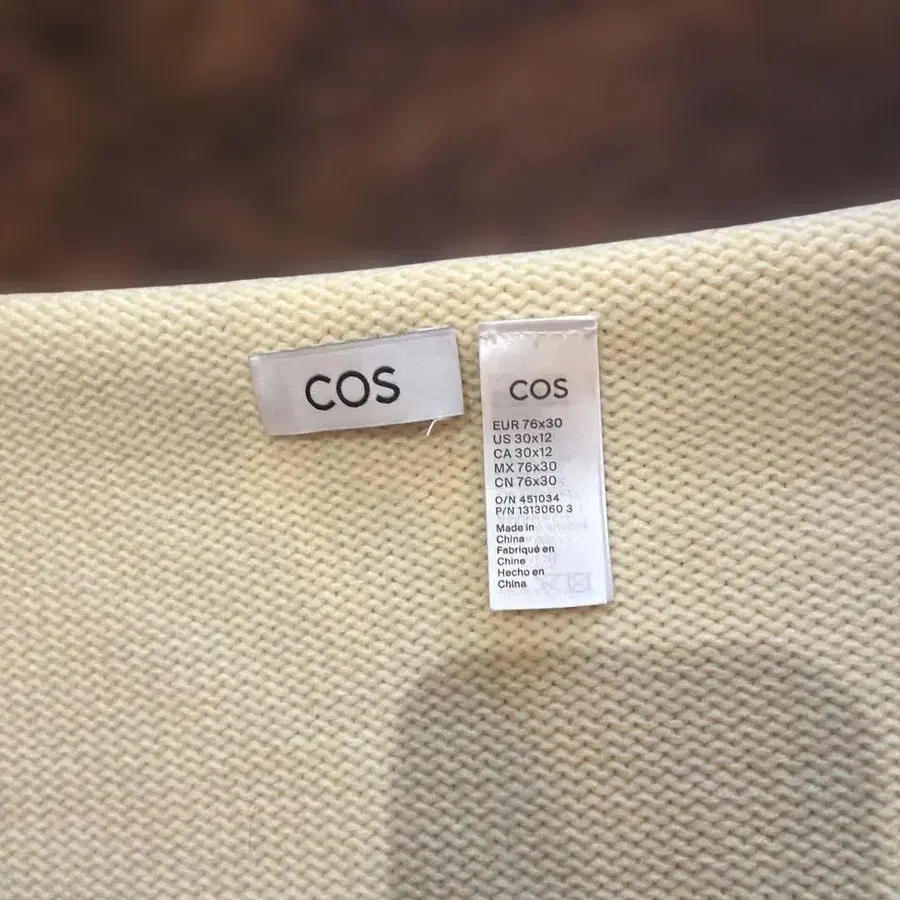 COS
COS
EUR 76x30
US 30x12
CA 30x12
MX 76x30
CN 76x30
O/N 451034
P/N 1313060 3
Made in
China
Fabriqué en
Chine
Hecho en
China